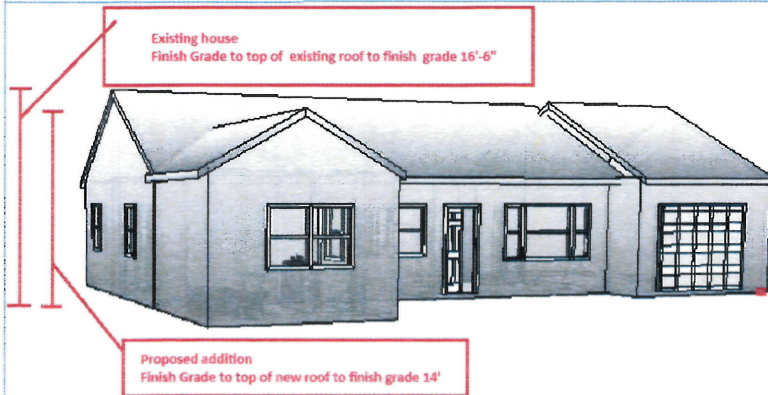 Existing house
Finish Grade to top of existing roof to finish grade 16'-6"
Proposed addition
Finish Grade to top of new roof to finish grade 14'